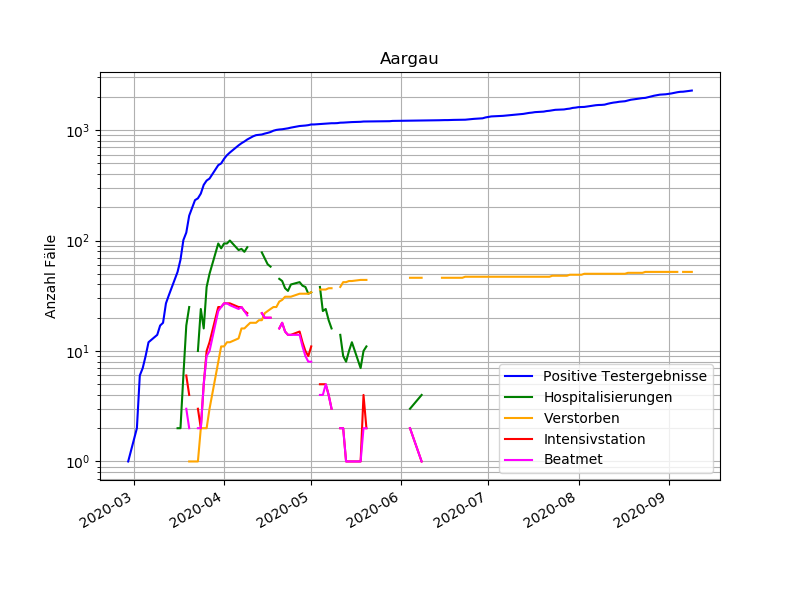 Aargau
Anzahl Fälle
10³
10²
10¹
10⁰
2020-03
2020-04
2020-05
2020-06
2020-07
2020-08
2020-09
Positive Testergebnisse
Hospitalisierungen
Verstorben
Intensivstation
Beatmet